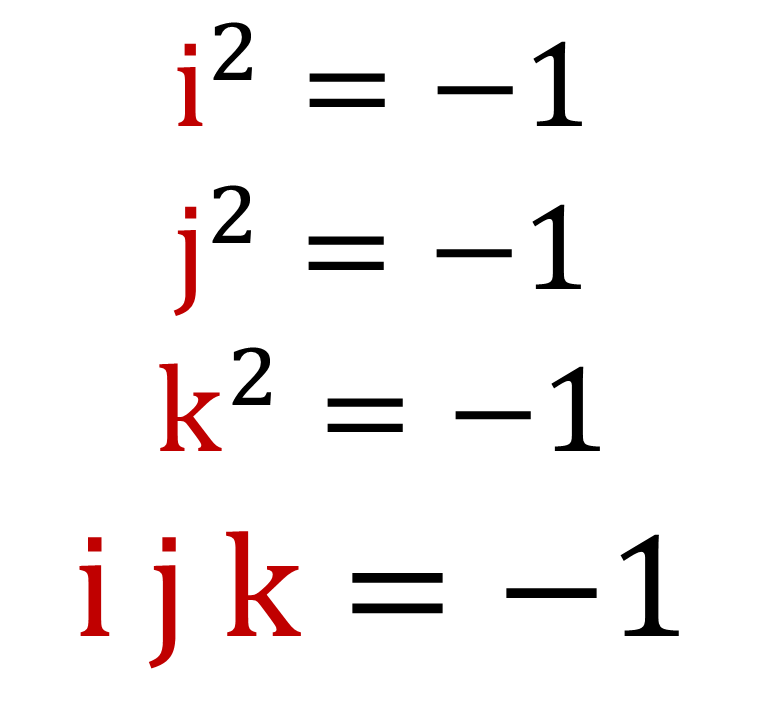 i² = −1
j² = −1
k² = −1
i j k = −1